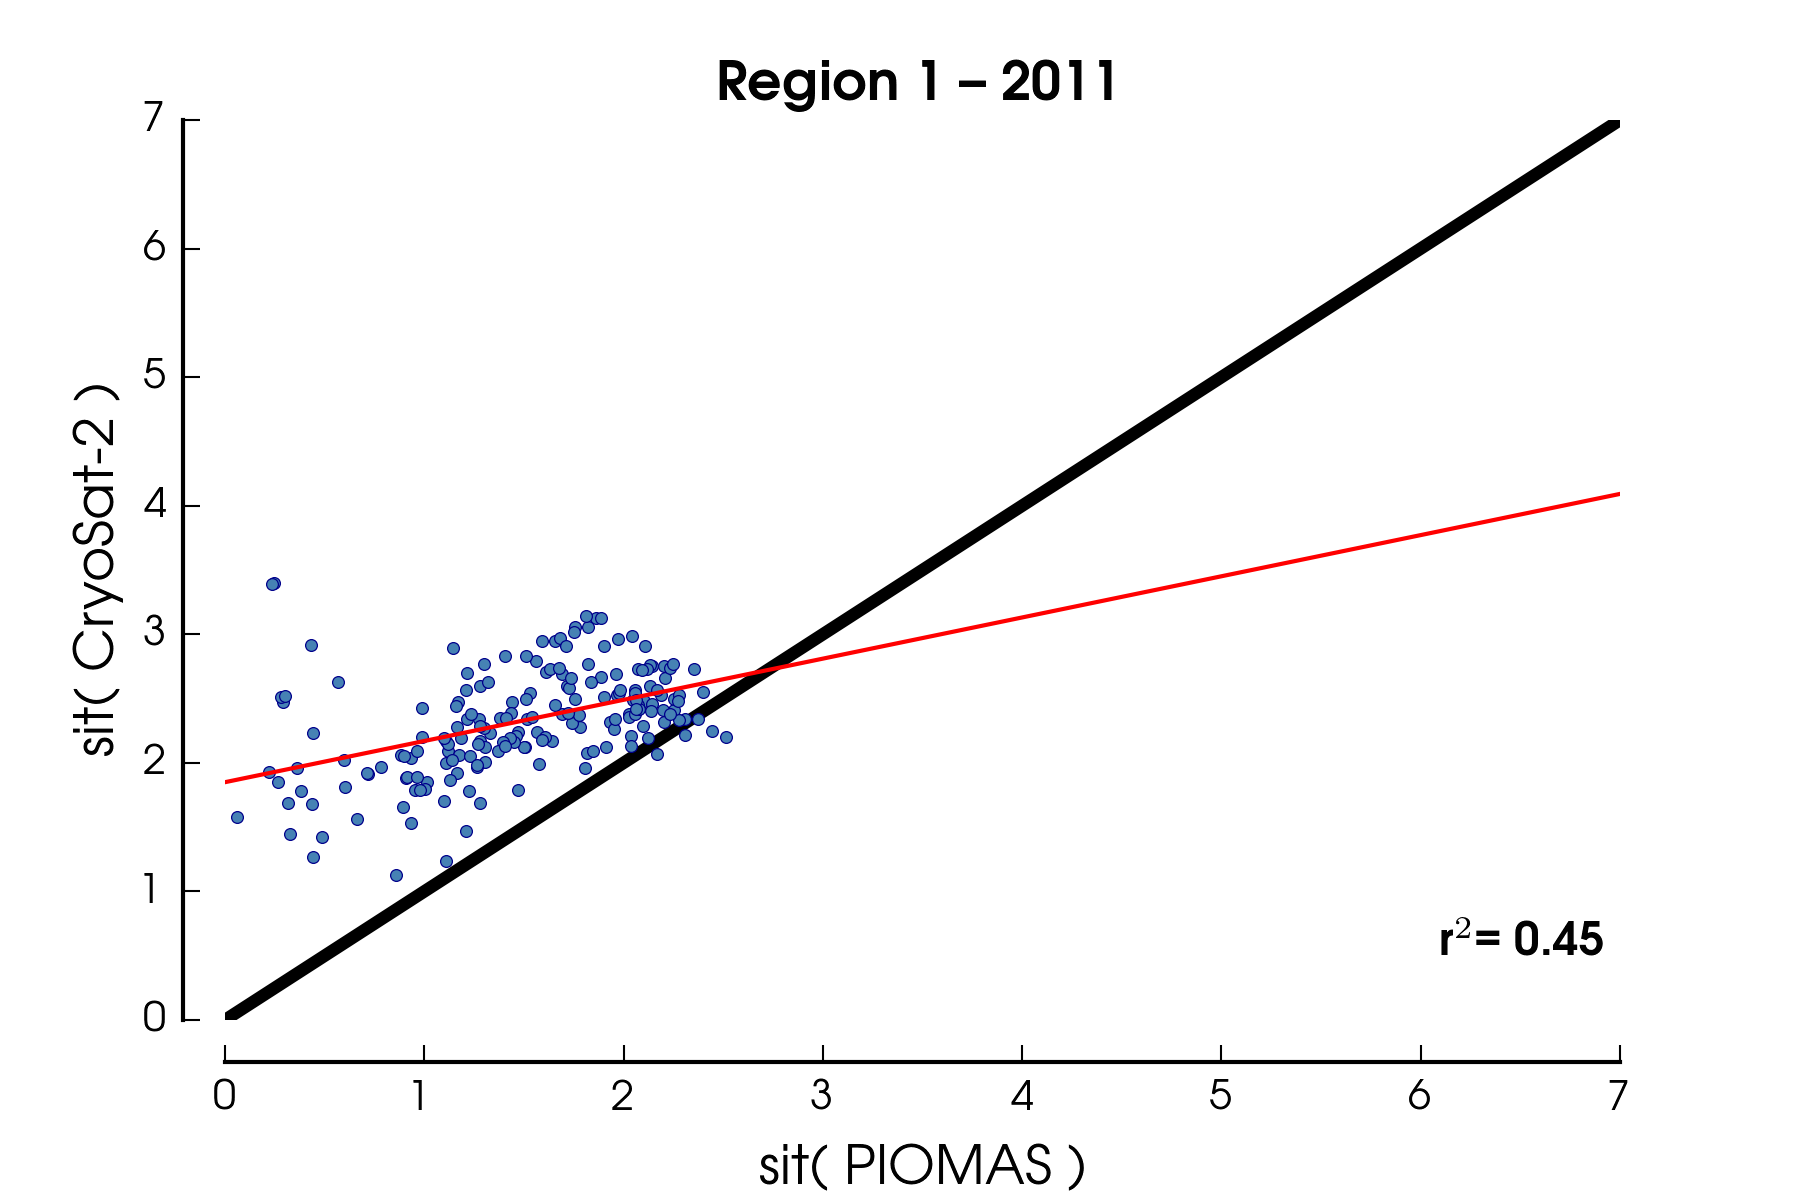 Region 1 – 2011
7
6
5
4
3
2
1
0
sit( CryoSat-2 )
r²= 0.45
0 1 2 3 4 5 6 7
sit( PIOMAS )